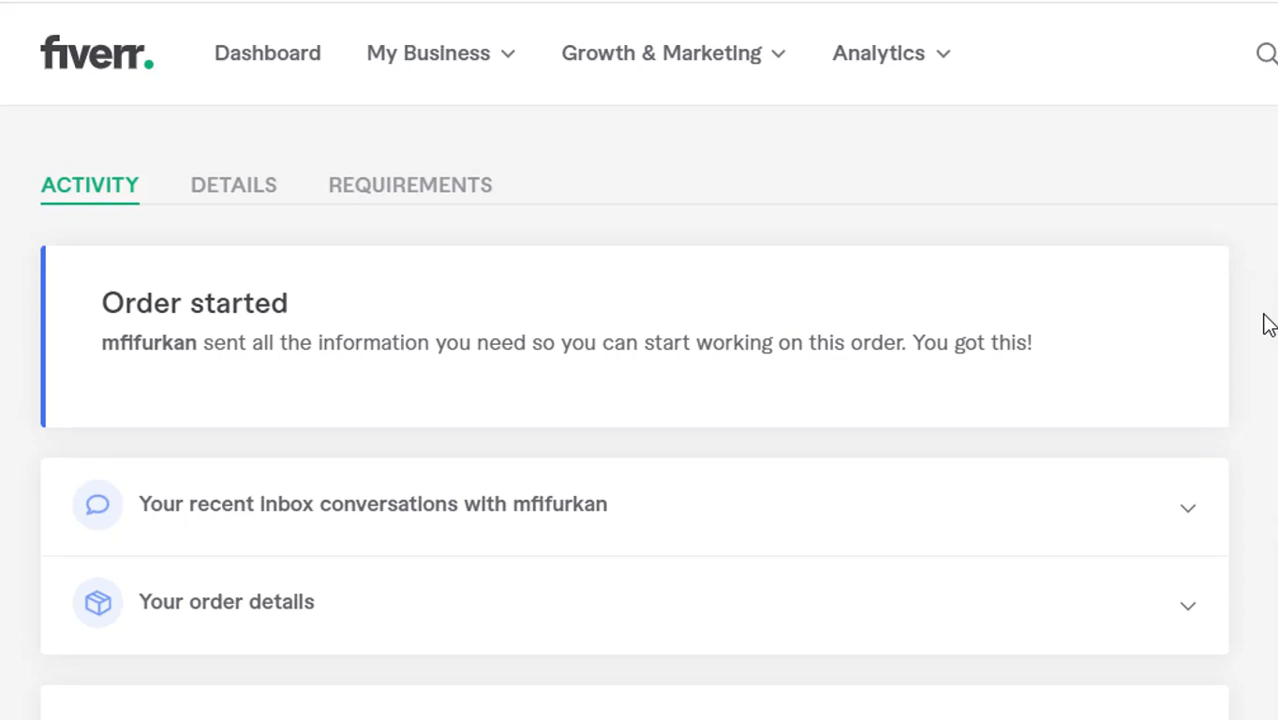 fiverr.
Dashboard My Business Growth & Marketing Analytics
ACTIVITY DETAILS REQUIREMENTS
Order started
mfifurkan sent all the information you need so you can start working on this order. You got this!
Your recent inbox conversations with mfifurkan
Your order details